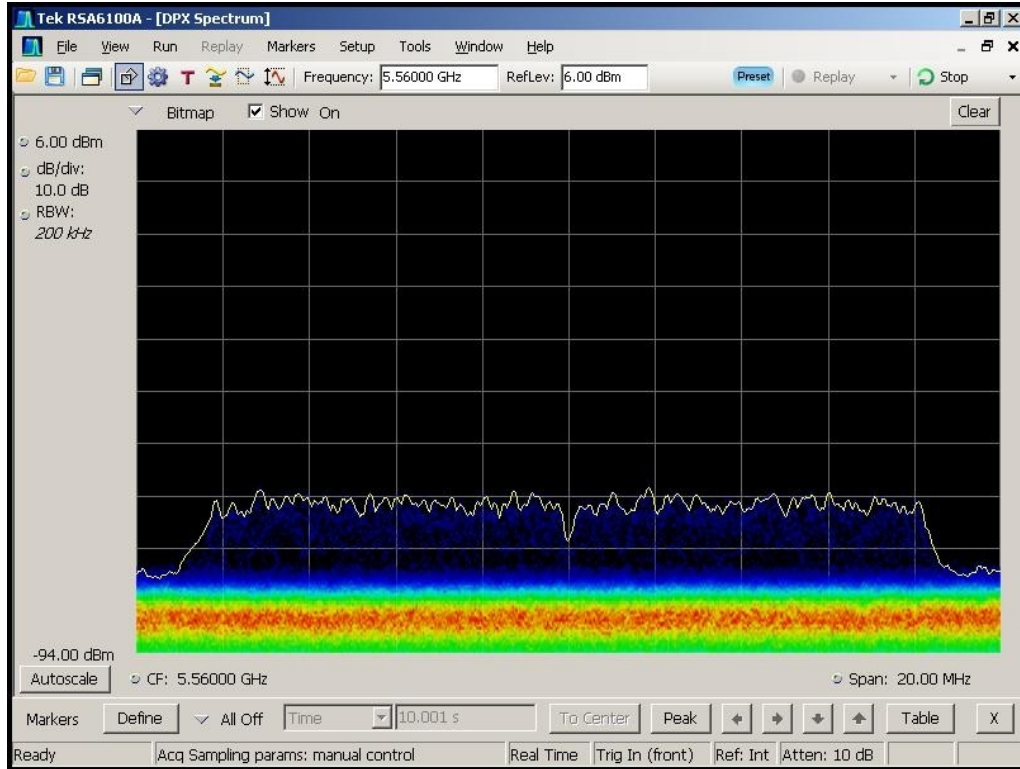 Tek RSA6100A - [DPX Spectrum]
File View Run Replay Markers Setup Tools Window Help
Frequency: 5.56000 GHz RefLev: 6.00 dBm Preset Replay Stop
Bitmap Show On Clear
6.00 dBm
dB/div:
10.0 dB
RBW:
200 kHz
-94.00 dBm
Autoscale CF: 5.56000 GHz Span: 20.00 MHz
Markers Define All Off Time 10.001 s To Center Peak Table X
Ready Acq Sampling params: manual control Real Time Trig In (front) Ref: Int Atten: 10 dB